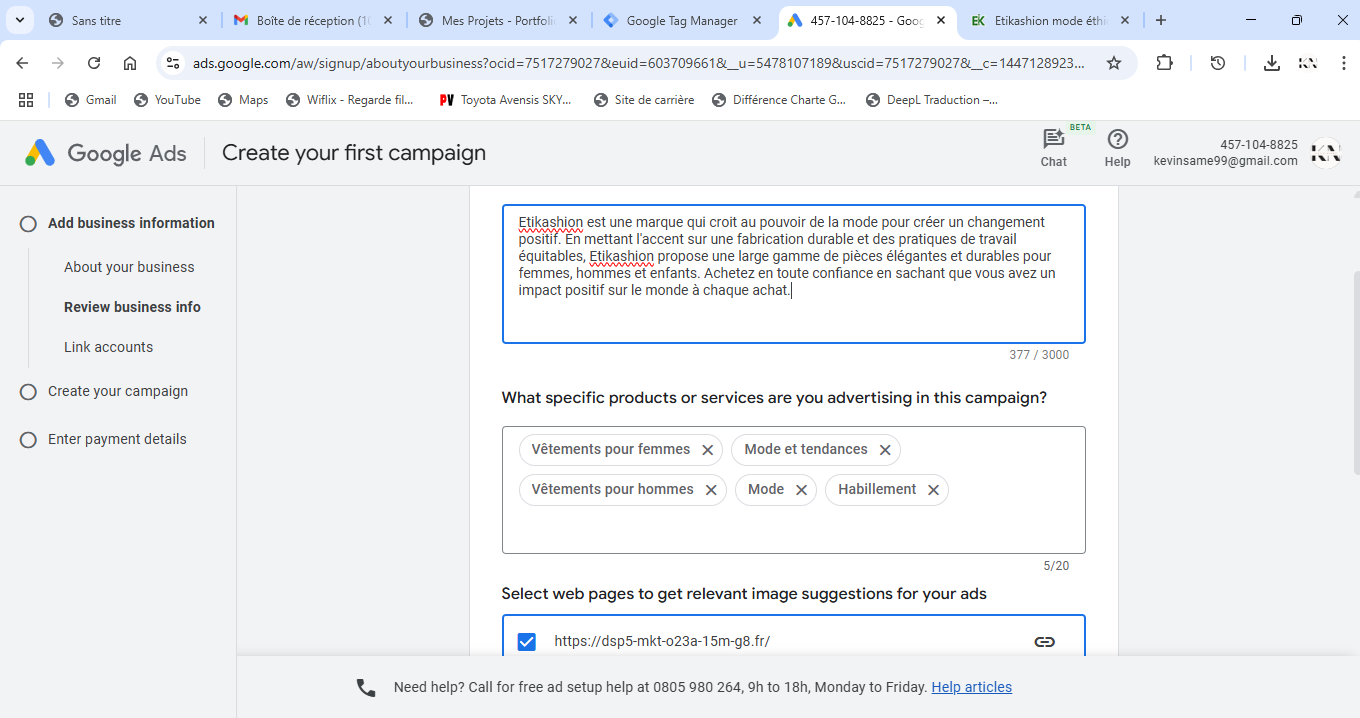 Sans titre
Boîte de réception (1
Mes Projets - Portfolio
Google Tag Manager
457-104-8825 - Goog
EK Etikashion mode éthi
ads.google.com/aw/signup/aboutyourbusiness?ocid=7517279027&euid=603709661&__u=5478107189&uscid=7517279027&__c=1447128923...
KN
Gmail
YouTube
Maps
Wiflix - Regarde fil...
PV Toyota Avensis SKY...
Site de carrière
Différence Charte G...
DeepL Traduction –...
Google Ads
Create your first campaign
BETA
Chat
Help
457-104-8825
kevinsame99@gmail.com
KN
Add business information
About your business
Review business info
Link accounts
Create your campaign
Enter payment details
Etikashion est une marque qui croit au pouvoir de la mode pour créer un changement
positif. En mettant l'accent sur une fabrication durable et des pratiques de travail
équitables, Etikashion propose une large gamme de pièces élégantes et durables pour
femmes, hommes et enfants. Achetez en toute confiance en sachant que vous avez un
impact positif sur le monde à chaque achat.
377 / 3000
What specific products or services are you advertising in this campaign?
Vêtements pour femmes
Mode et tendances
Vêtements pour hommes
Mode
Habillement
5/20
Select web pages to get relevant image suggestions for your ads
https://dsp5-mkt-o23a-15m-g8.fr/
Need help? Call for free ad setup help at 0805 980 264, 9h to 18h, Monday to Friday. Help articles